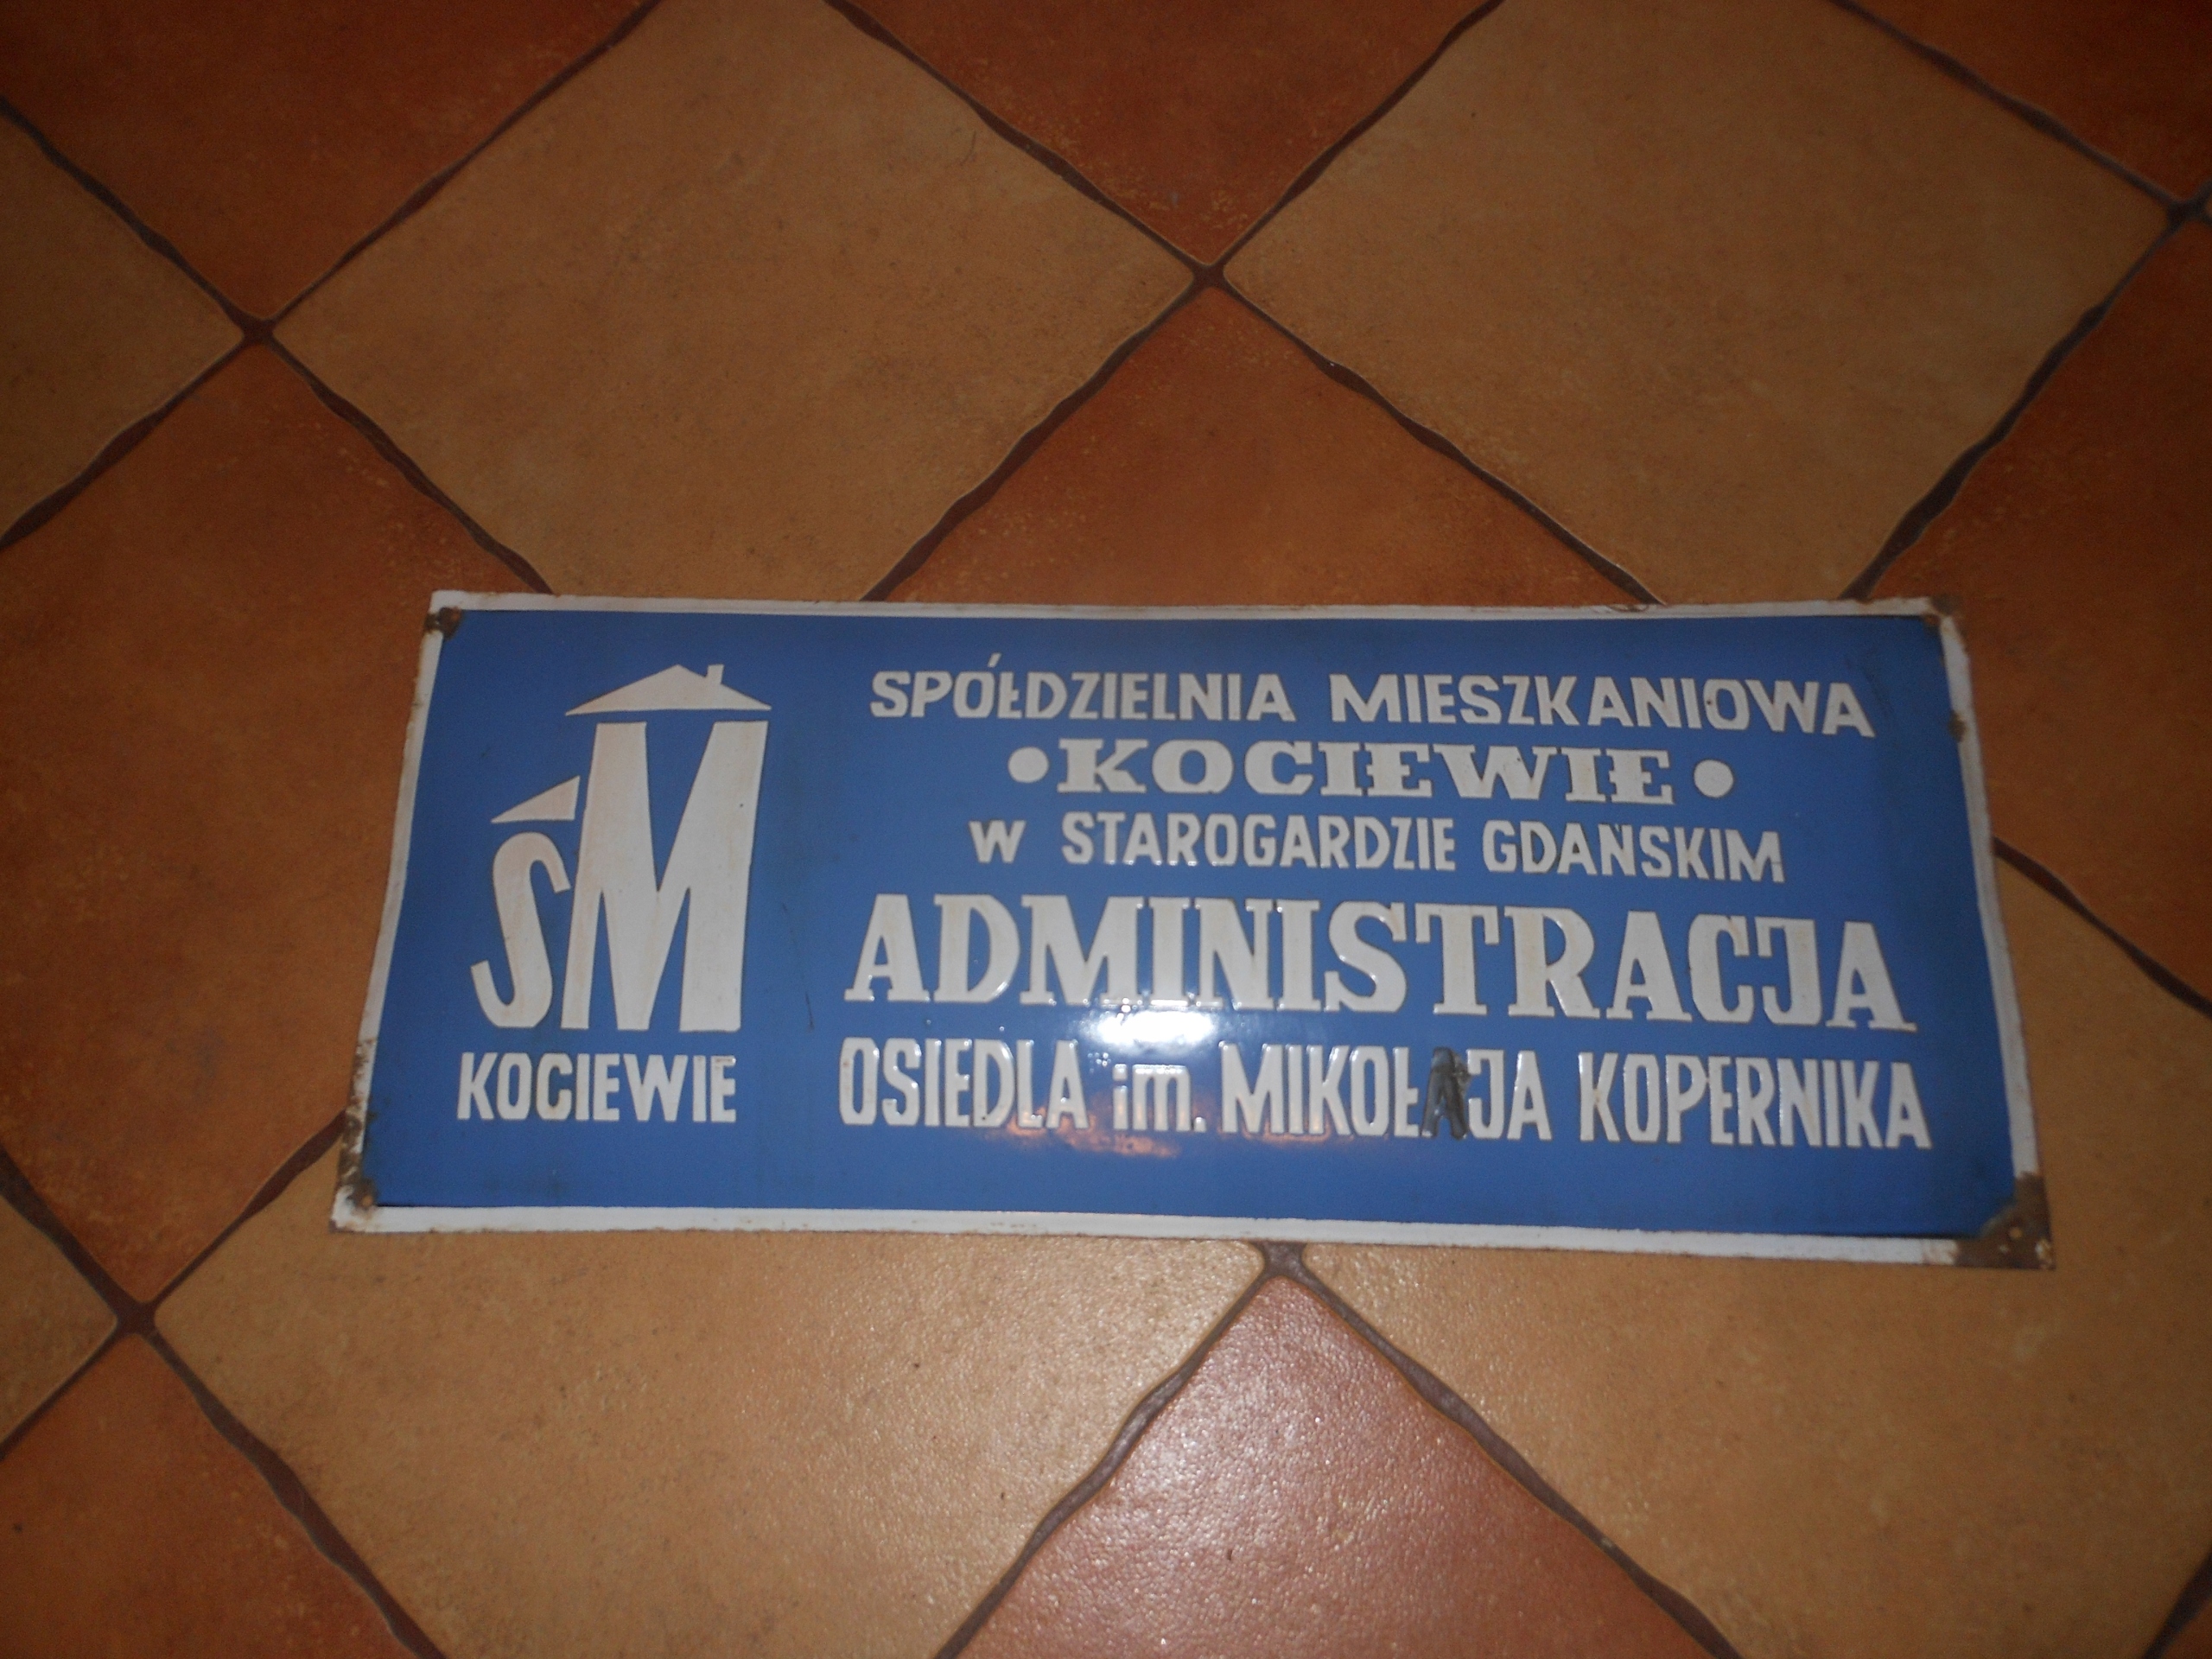 SM
KOCIEWIE
SPÓŁDZIELNIA MIESZKANIOWA
• KOCIEWIE •
w STAROGARDZIE GDAŃSKIM
ADMINISTRACJA
OSIEDLA im. MIKOŁAJA KOPERNIKA